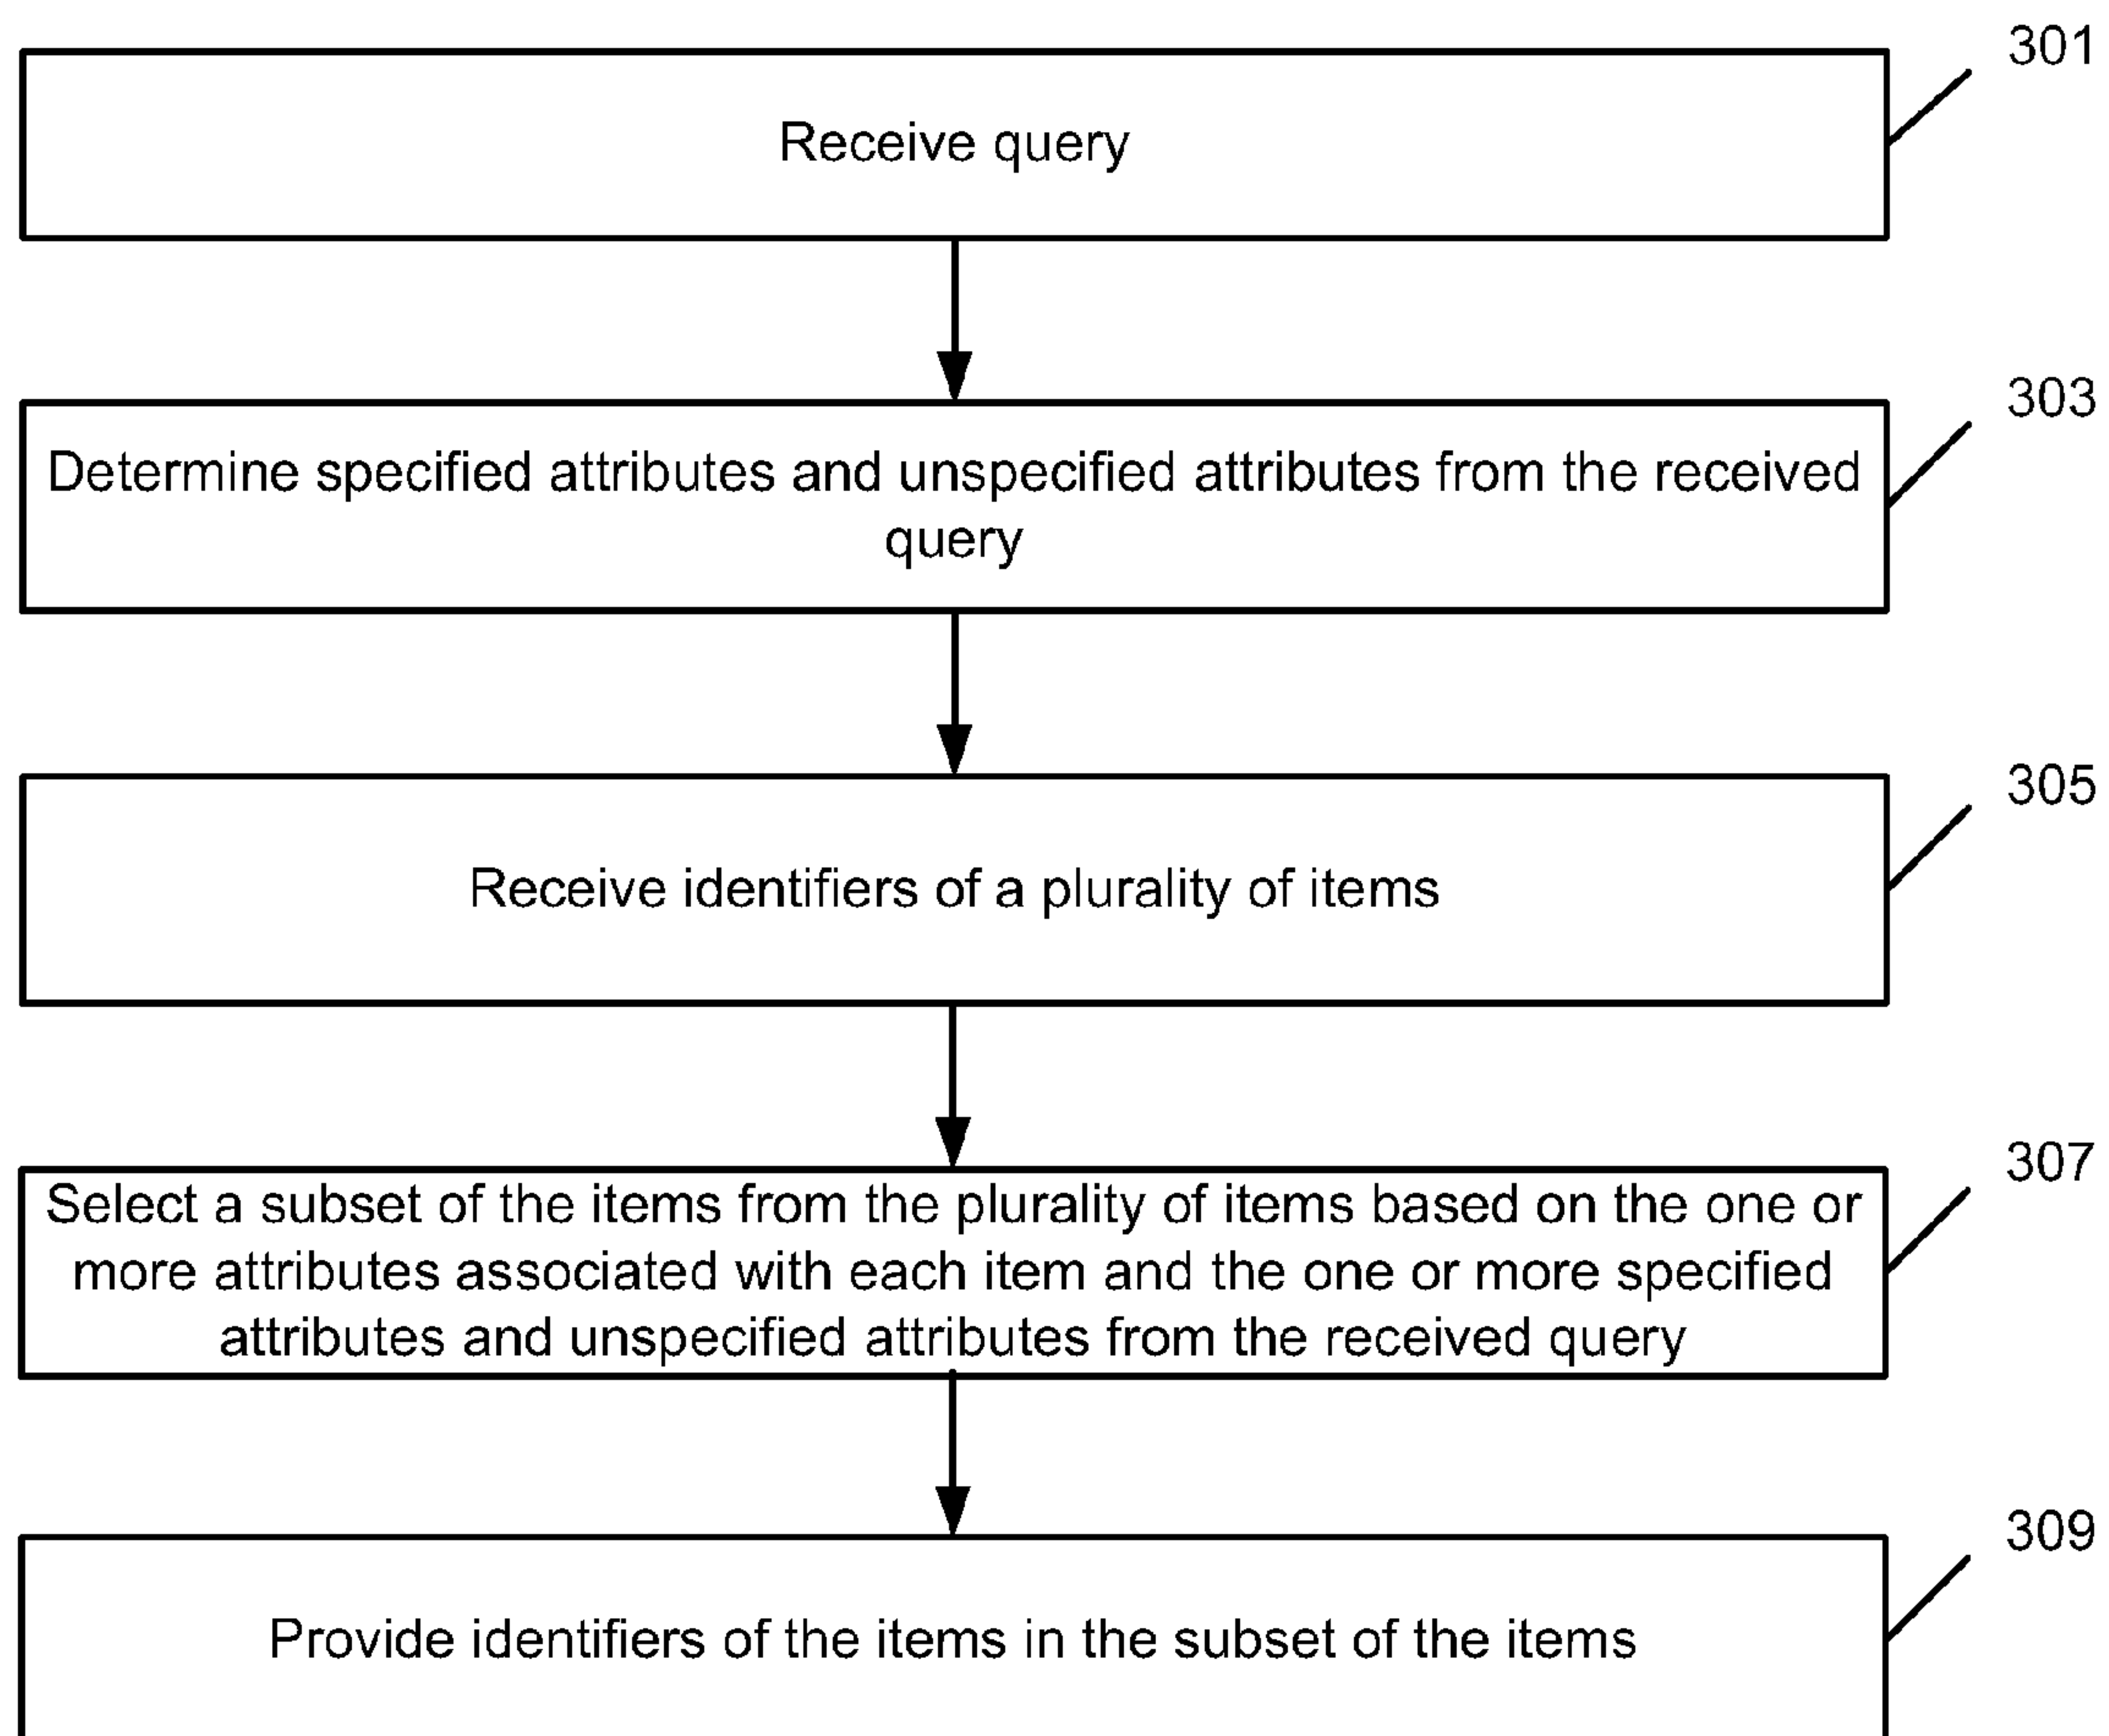 301
Receive query
303
Determine specified attributes and unspecified attributes from the received
query
305
Receive identifiers of a plurality of items
307
Select a subset of the items from the plurality of items based on the one or
more attributes associated with each item and the one or more specified
attributes and unspecified attributes from the received query
309
Provide identifiers of the items in the subset of the items